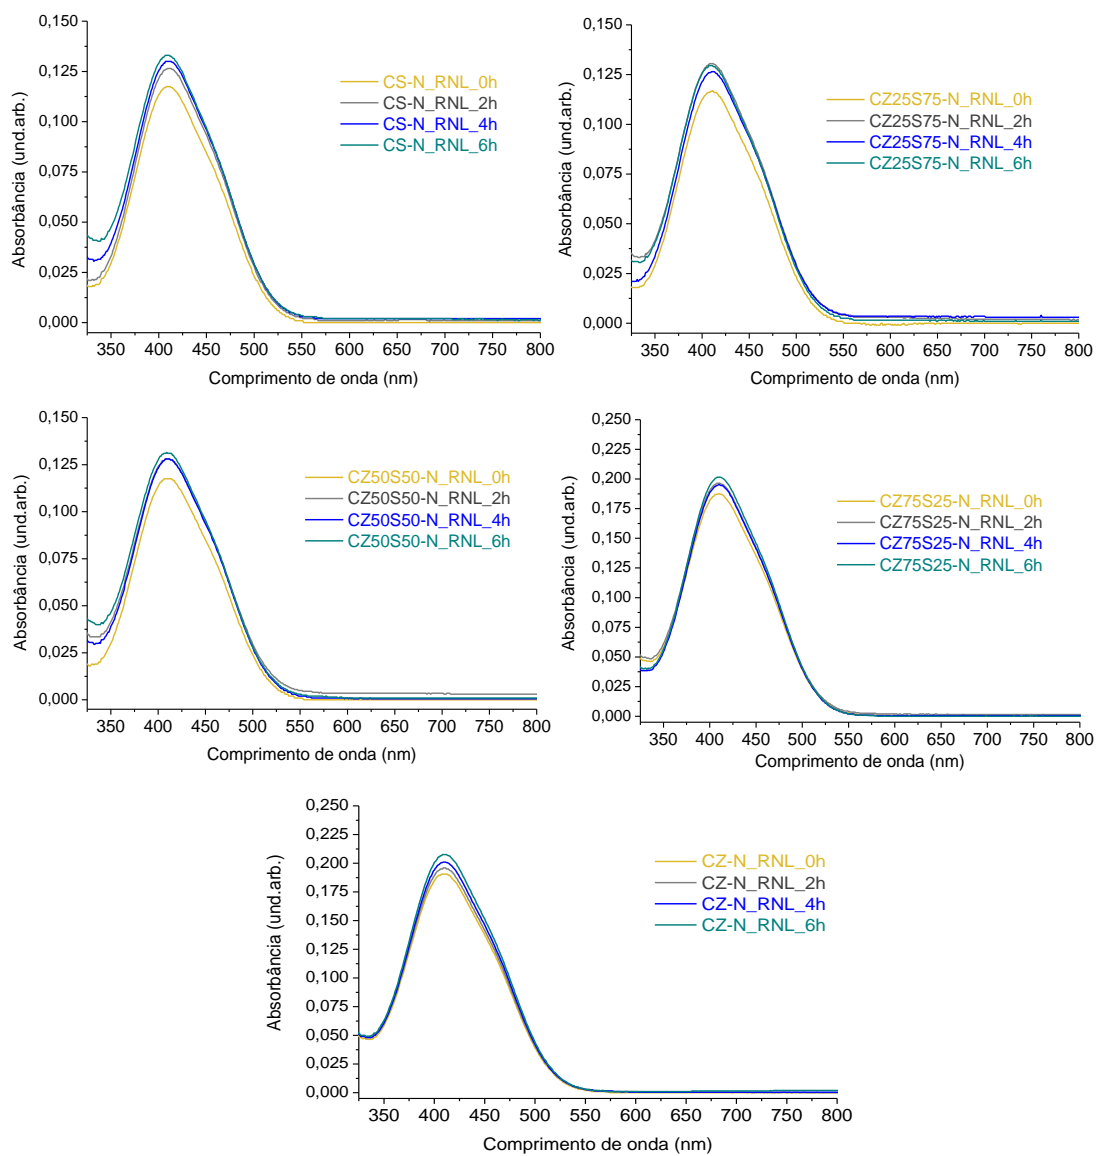 0,150
0,125
0,100
0,075
0,050
0,025
0,000
350 400 450 500 550 600 650 700 750 800
Absorbância (und.arb.)
Comprimento de onda (nm)
CS-N_RNL_0h
CS-N_RNL_2h
CS-N_RNL_4h
CS-N_RNL_6h
0,150
0,125
0,100
0,075
0,050
0,025
0,000
350 400 450 500 550 600 650 700 750 800
Absorbância (und.arb.)
Comprimento de onda (nm)
CZ25S75-N_RNL_0h
CZ25S75-N_RNL_2h
CZ25S75-N_RNL_4h
CZ25S75-N_RNL_6h
0,150
0,125
0,100
0,075
0,050
0,025
0,000
350 400 450 500 550 600 650 700 750 800
Absorbância (und.arb.)
Comprimento de onda (nm)
CZ50S50-N_RNL_0h
CZ50S50-N_RNL_2h
CZ50S50-N_RNL_4h
CZ50S50-N_RNL_6h
0,250
0,225
0,200
0,175
0,150
0,125
0,100
0,075
0,050
0,025
0,000
350 400 450 500 550 600 650 700 750 800
Absorbância (und.arb.)
Comprimento de onda (nm)
CZ75S25-N_RNL_0h
CZ75S25-N_RNL_2h
CZ75S25-N_RNL_4h
CZ75S25-N_RNL_6h
0,250
0,225
0,200
0,175
0,150
0,125
0,100
0,075
0,050
0,025
0,000
350 400 450 500 550 600 650 700 750 800
Absorbância (und.arb.)
Comprimento de onda (nm)
CZ-N_RNL_0h
CZ-N_RNL_2h
CZ-N_RNL_4h
CZ-N_RNL_6h